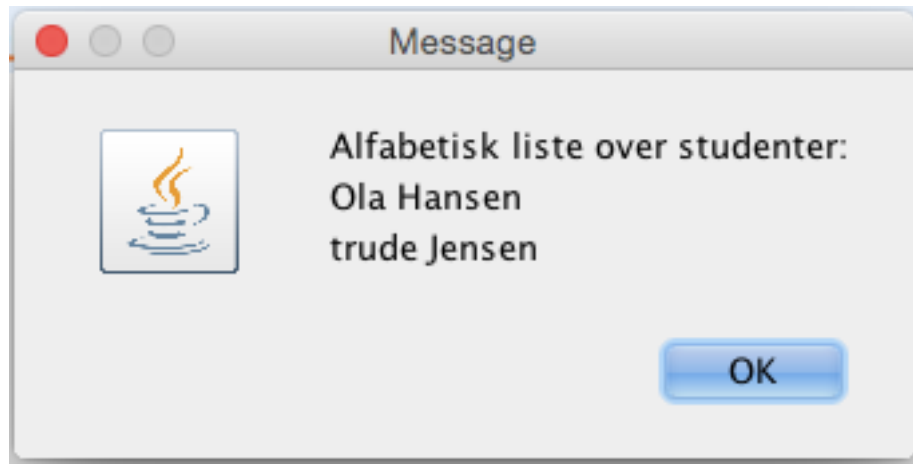 Message
Alfabetisk liste over studenter:
Ola Hansen
trude Jensen
OK